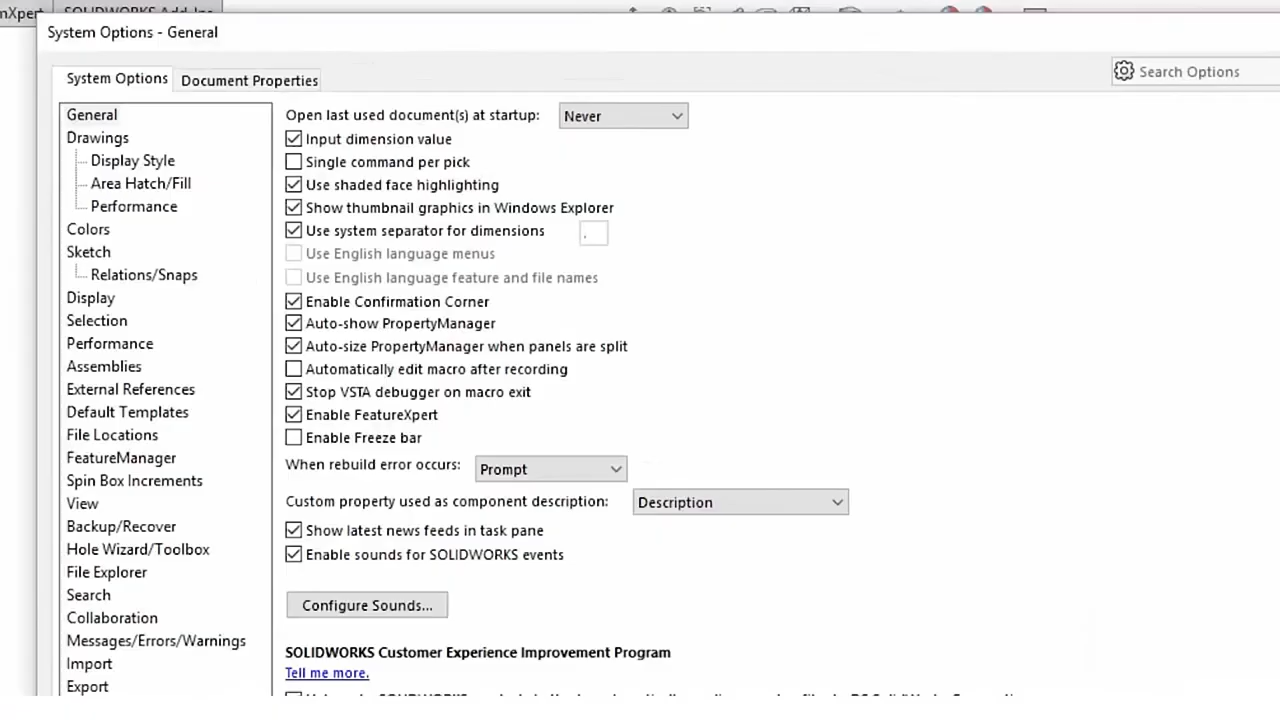 mXpert SOLIDWORKS Add-Ins
System Options - General
System Options
Document Properties
Search Options
General
Drawings
Display Style
Area Hatch/Fill
Performance
Colors
Sketch
Relations/Snaps
Display
Selection
Performance
Assemblies
External References
Default Templates
File Locations
FeatureManager
Spin Box Increments
View
Backup/Recover
Hole Wizard/Toolbox
File Explorer
Search
Collaboration
Messages/Errors/Warnings
Import
Export
Open last used document(s) at startup: Never
Input dimension value
Single command per pick
Use shaded face highlighting
Show thumbnail graphics in Windows Explorer
Use system separator for dimensions .
Use English language menus
Use English language feature and file names
Enable Confirmation Corner
Auto-show PropertyManager
Auto-size PropertyManager when panels are split
Automatically edit macro after recording
Stop VSTA debugger on macro exit
Enable FeatureXpert
Enable Freeze bar
When rebuild error occurs: Prompt
Custom property used as component description: Description
Show latest news feeds in task pane
Enable sounds for SOLIDWORKS events
Configure Sounds...
SOLIDWORKS Customer Experience Improvement Program
Tell me more.